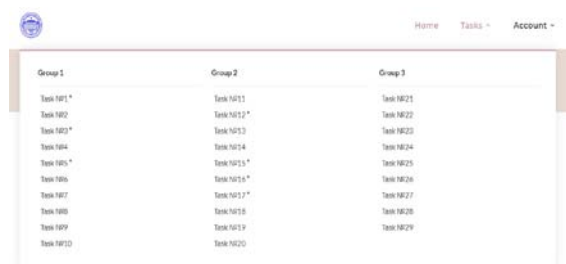 Home Tasks Account
Group 1
Task №1*
Task №2
Task №3*
Task №4
Task №5*
Task №6
Task №7
Task №8
Task №9
Task №10
Group 2
Task №11
Task №12*
Task №13
Task №14
Task №15*
Task №16*
Task №17*
Task №18
Task №19
Task №20
Group 3
Task №21
Task №22
Task №23
Task №24
Task №25
Task №26
Task №27
Task №28
Task №29